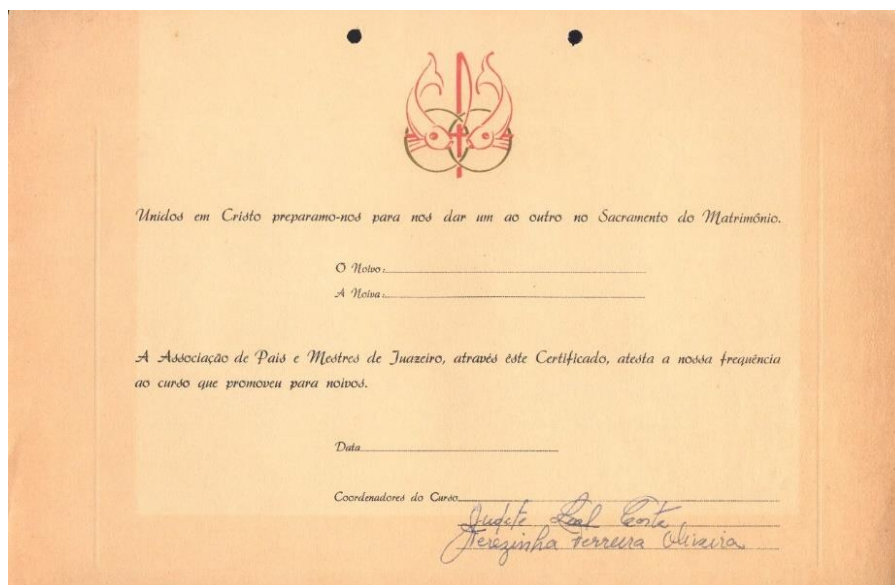 Unidos em Cristo preparamo-nos para nos dar um ao outro no Sacramento do Matrimônio.
O Noivo:
A Noiva:
A Associação de Pais e Mestres de Juazeiro, através êste Certificado, atesta a nossa frequência
ao curso que promoveu para noivos.
Data
Coordenadores do Curso
Judete Leal Costa
Terezinha Ferreira Oliveira